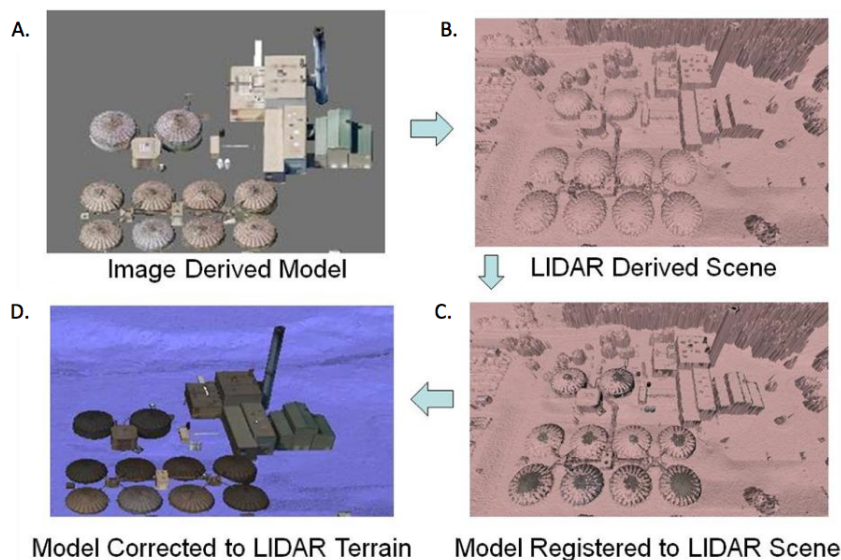 A.
B.
Image Derived Model
LIDAR Derived Scene
D.
C.
Model Corrected to LIDAR Terrain
Model Registered to LIDAR Scene